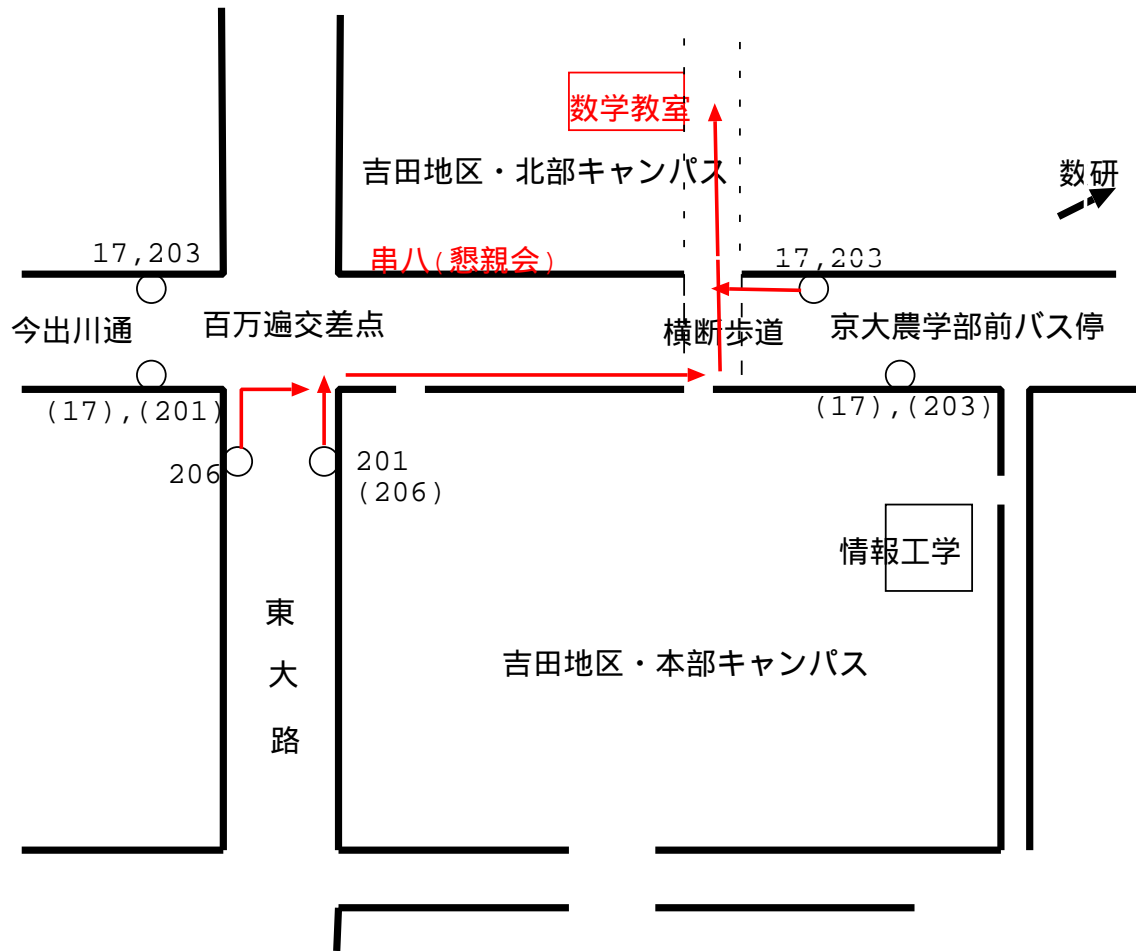 数学教室
吉田地区・北部キャンパス
数研
17,203
串八(懇親会)
17,203
今出川通
百万遍交差点
横断歩道
京大農学部前バス停
(17),(201)
(17),(203)
206
201
(206)
情報工学
東
大
路
吉田地区・本部キャンパス